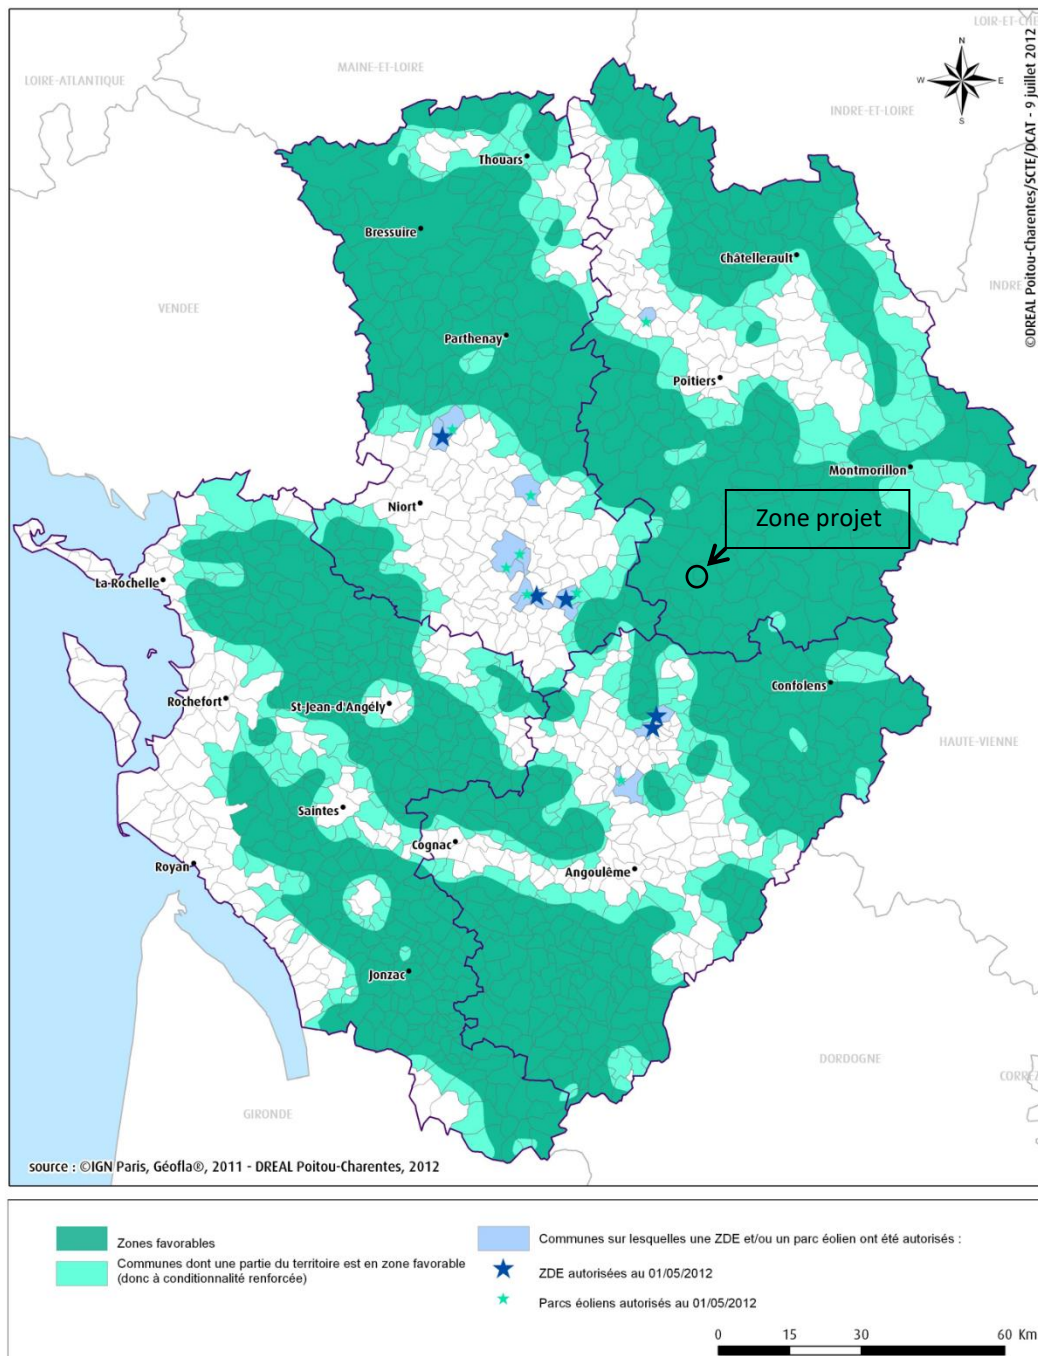 LOIR-ET-CHE
MAINE-ET-LOIRE
LOIRE-ATLANTIQUE
N
W
E
S
INDRE-ET-LOIRE
©DREAL Poitou-Charentes/SCTE/DCAT - 9 juillet 2012
Thouars
Bressuire
Châtellerault
INDRE
VENDEE
Parthenay
Poitiers
Montmorillon
Niort
Zone projet
La-Rochelle
Confolens
Rochefort
St-Jean-d'Angély
HAUTE-VIENNE
Saintes
Cognac
Royan
Angoulême
Jonzac
DORDOGNE
CORREZ
GIRONDE
source : ©IGN Paris, Géofla®, 2011 - DREAL Poitou-Charentes, 2012
Zones favorables
Communes dont une partie du territoire est en zone favorable
(donc à conditionnalité renforcée)
Communes sur lesquelles une ZDE et/ou un parc éolien ont été autorisés :
ZDE autorisées au 01/05/2012
Parcs éoliens autorisés au 01/05/2012
0 15 30 60 Km